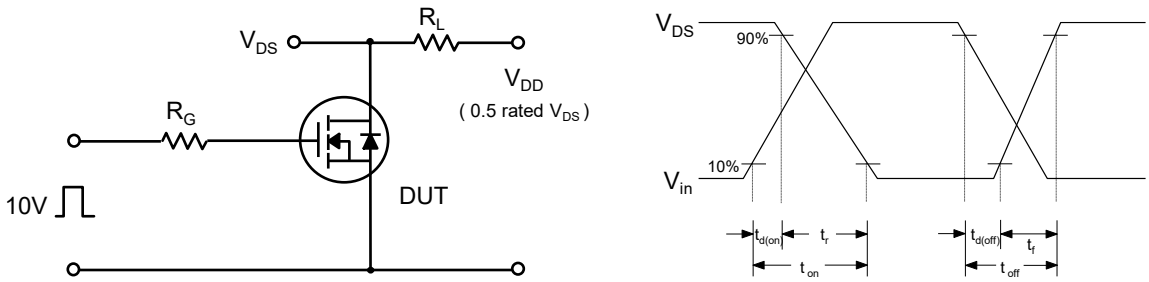 R_L
V_DS
V_DD
( 0.5 rated V_DS )
R_G
10V
DUT
V_DS
90%
10%
V_in
t_d(on)
t_r
t_on
t_d(off)
t_f
t_off